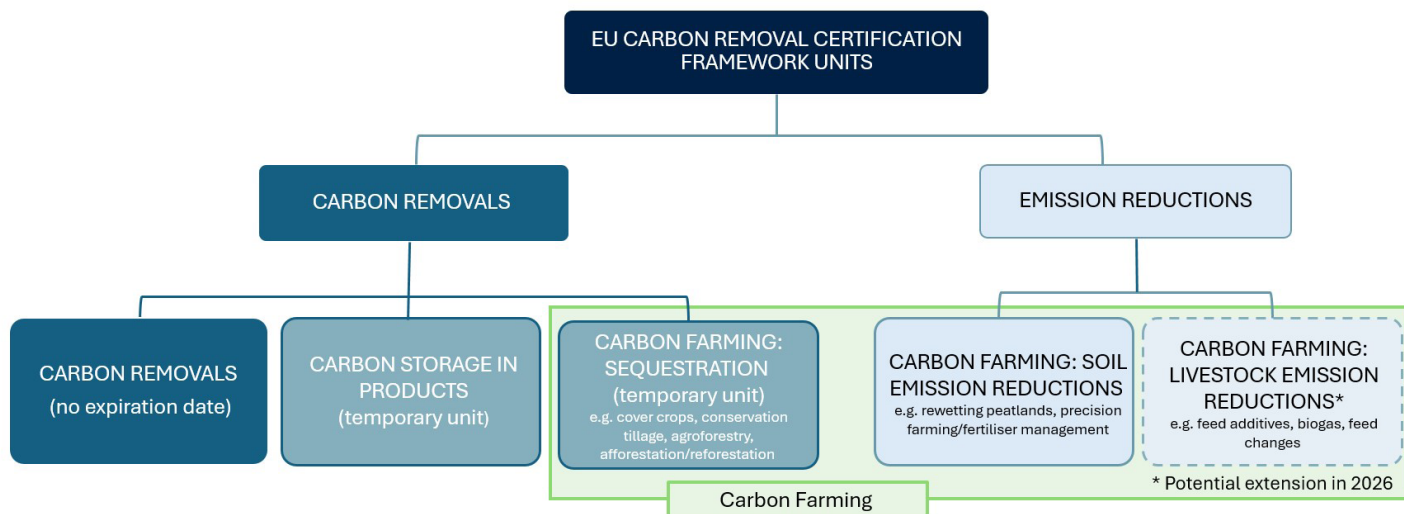 EU CARBON REMOVAL CERTIFICATION
FRAMEWORK UNITS
CARBON REMOVALS
EMISSION REDUCTIONS
CARBON REMOVALS
(no expiration date)
CARBON STORAGE IN
PRODUCTS
(temporary unit)
CARBON FARMING:
SEQUESTRATION
(temporary unit)
e.g. cover crops, conservation
tillage, agroforestry,
afforestation/reforestation
CARBON FARMING: SOIL
EMISSION REDUCTIONS
e.g. rewetting peatlands, precision
farming/fertiliser management
CARBON FARMING:
LIVESTOCK EMISSION
REDUCTIONS*
e.g. feed additives, biogas, feed
changes
* Potential extension in 2026
Carbon Farming